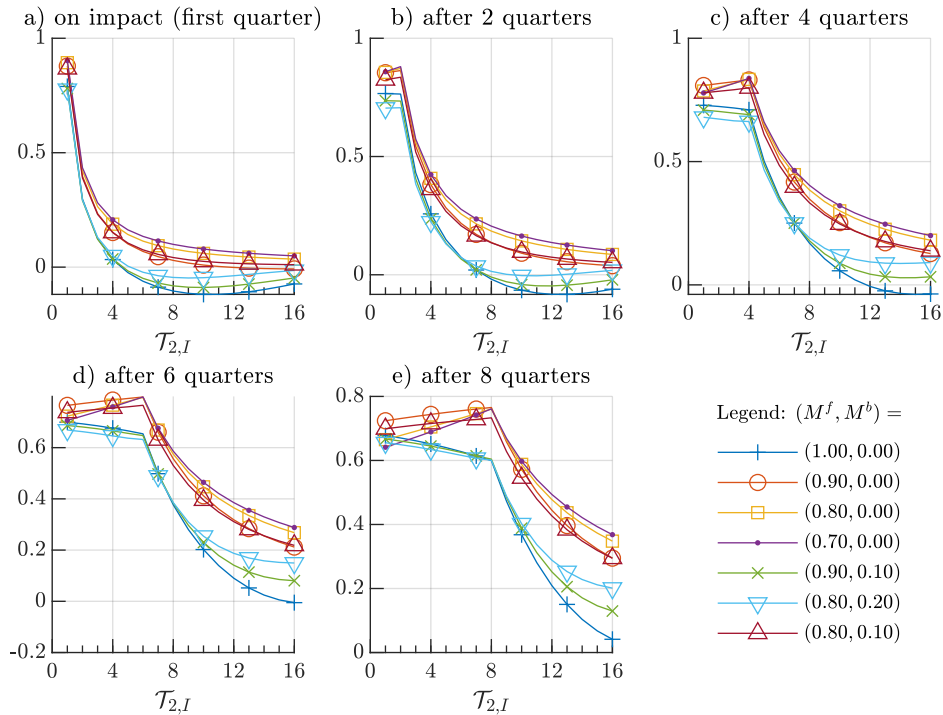 a) on impact (first quarter)
1
0.5
0
0 4 8 12 16
𝒯2,I
b) after 2 quarters
1
0.5
0
0 4 8 12 16
𝒯2,I
c) after 4 quarters
1
0.5
0
0 4 8 12 16
𝒯2,I
d) after 6 quarters
0.6
0.4
0.2
0
-0.2
0 4 8 12 16
𝒯2,I
e) after 8 quarters
0.8
0.6
0.4
0.2
0
0 4 8 12 16
𝒯2,I
Legend: (M^f, M^b) =
(1.00, 0.00)
(0.90, 0.00)
(0.80, 0.00)
(0.70, 0.00)
(0.90, 0.10)
(0.80, 0.20)
(0.80, 0.10)